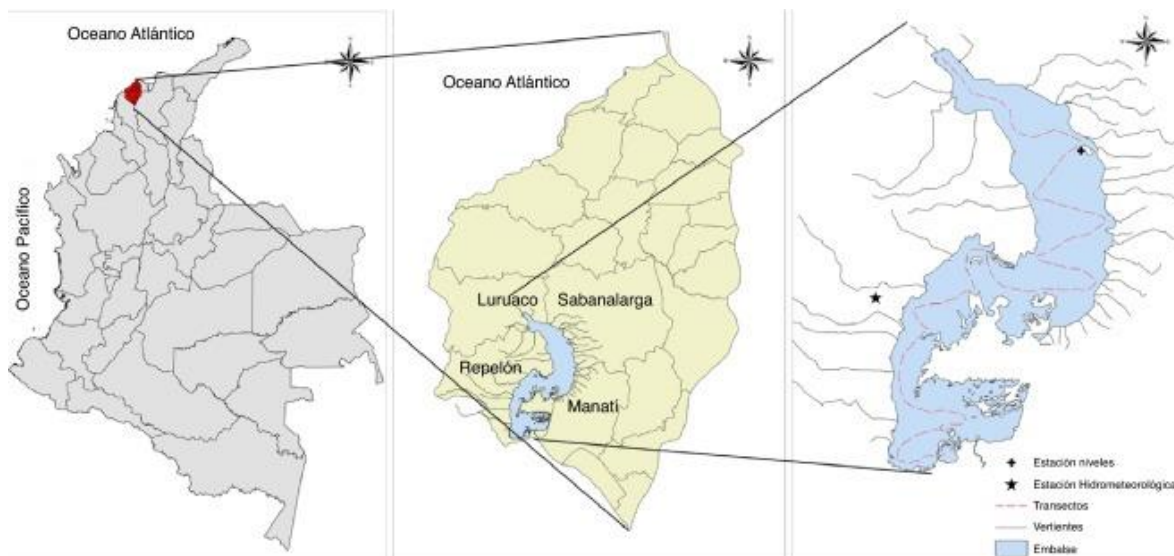 Oceano Atlántico
Oceano Pacífico
Oceano Atlántico
Luruaco
Sabanalarga
Repelón
Manatí
Estación niveles
Estación Hidrometeorológica
Transectos
Vertientes
Embalse